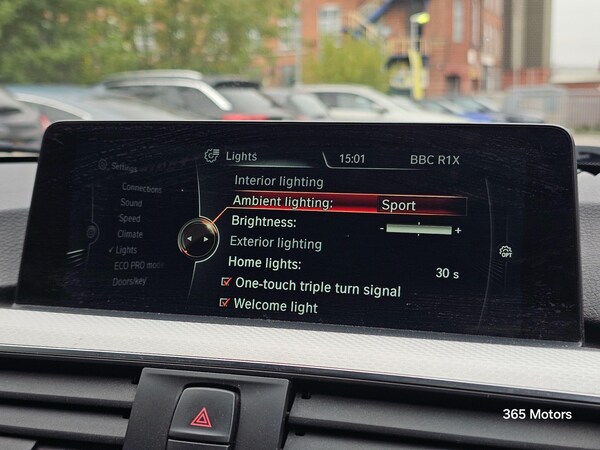 Lights 15:01 BBC R1X
Settings
Connections
Sound
Speed
Climate
Lights
ECO PRO mode
Doors/key
Interior lighting
Ambient lighting: Sport
Brightness: - +
Exterior lighting
Home lights: 30 s
One-touch triple turn signal
Welcome light
OPT
365 Motors